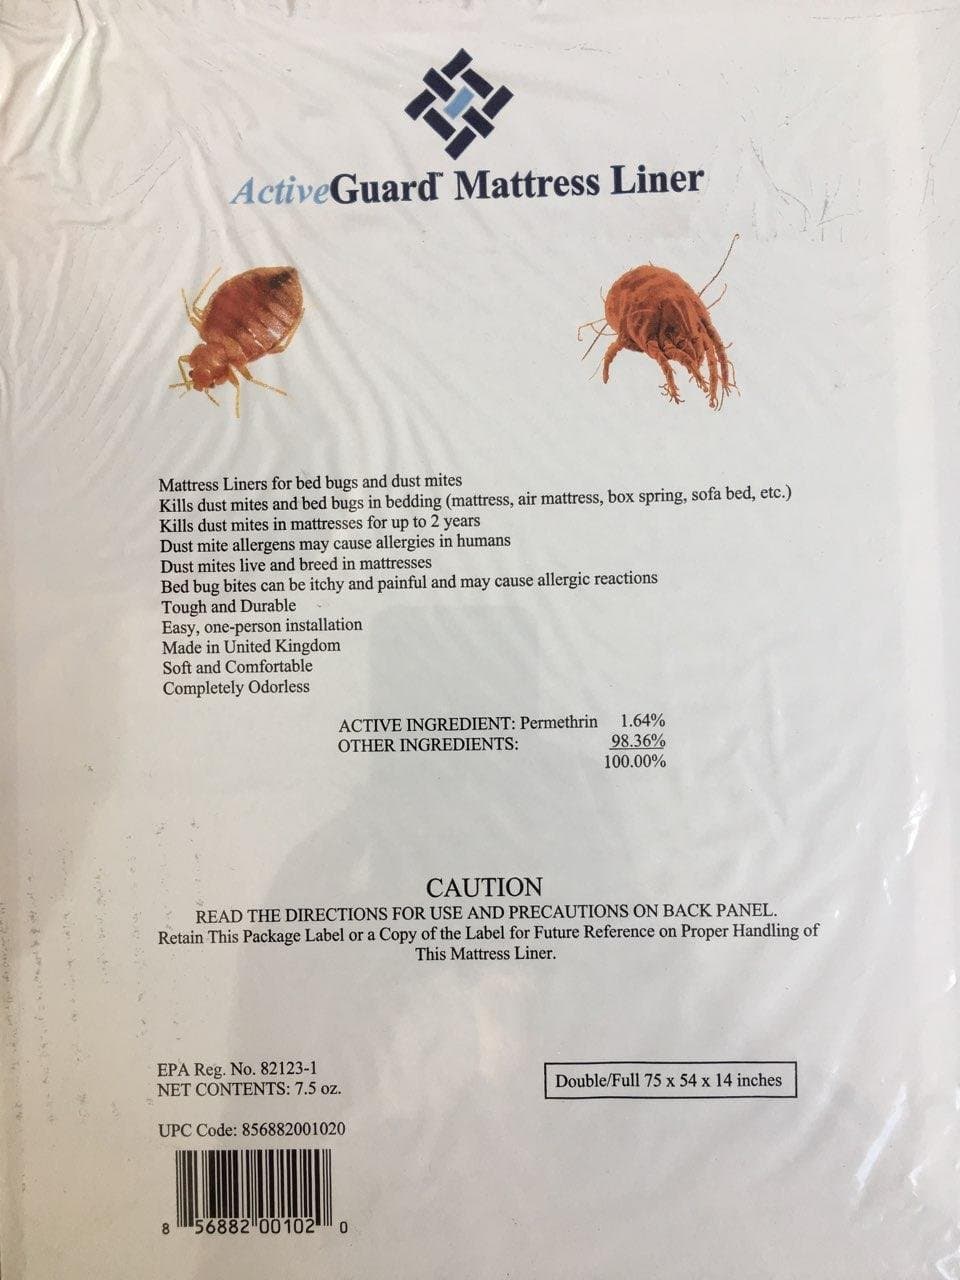 ActiveGuard™ Mattress Liner
Mattress Liners for bed bugs and dust mites
Kills dust mites and bed bugs in bedding (mattress, air mattress, box spring, sofa bed, etc.)
Kills dust mites in mattresses for up to 2 years
Dust mite allergens may cause allergies in humans
Dust mites live and breed in mattresses
Bed bug bites can be itchy and painful and may cause allergic reactions
Tough and Durable
Easy, one-person installation
Made in United Kingdom
Soft and Comfortable
Completely Odorless
ACTIVE INGREDIENT: Permethrin 1.64%
OTHER INGREDIENTS: 98.36%
100.00%
CAUTION
READ THE DIRECTIONS FOR USE AND PRECAUTIONS ON BACK PANEL.
Retain This Package Label or a Copy of the Label for Future Reference on Proper Handling of
This Mattress Liner.
EPA Reg. No. 82123-1
NET CONTENTS: 7.5 oz.
Double/Full 75 x 54 x 14 inches
UPC Code: 856882001020
8 56882 00102 0